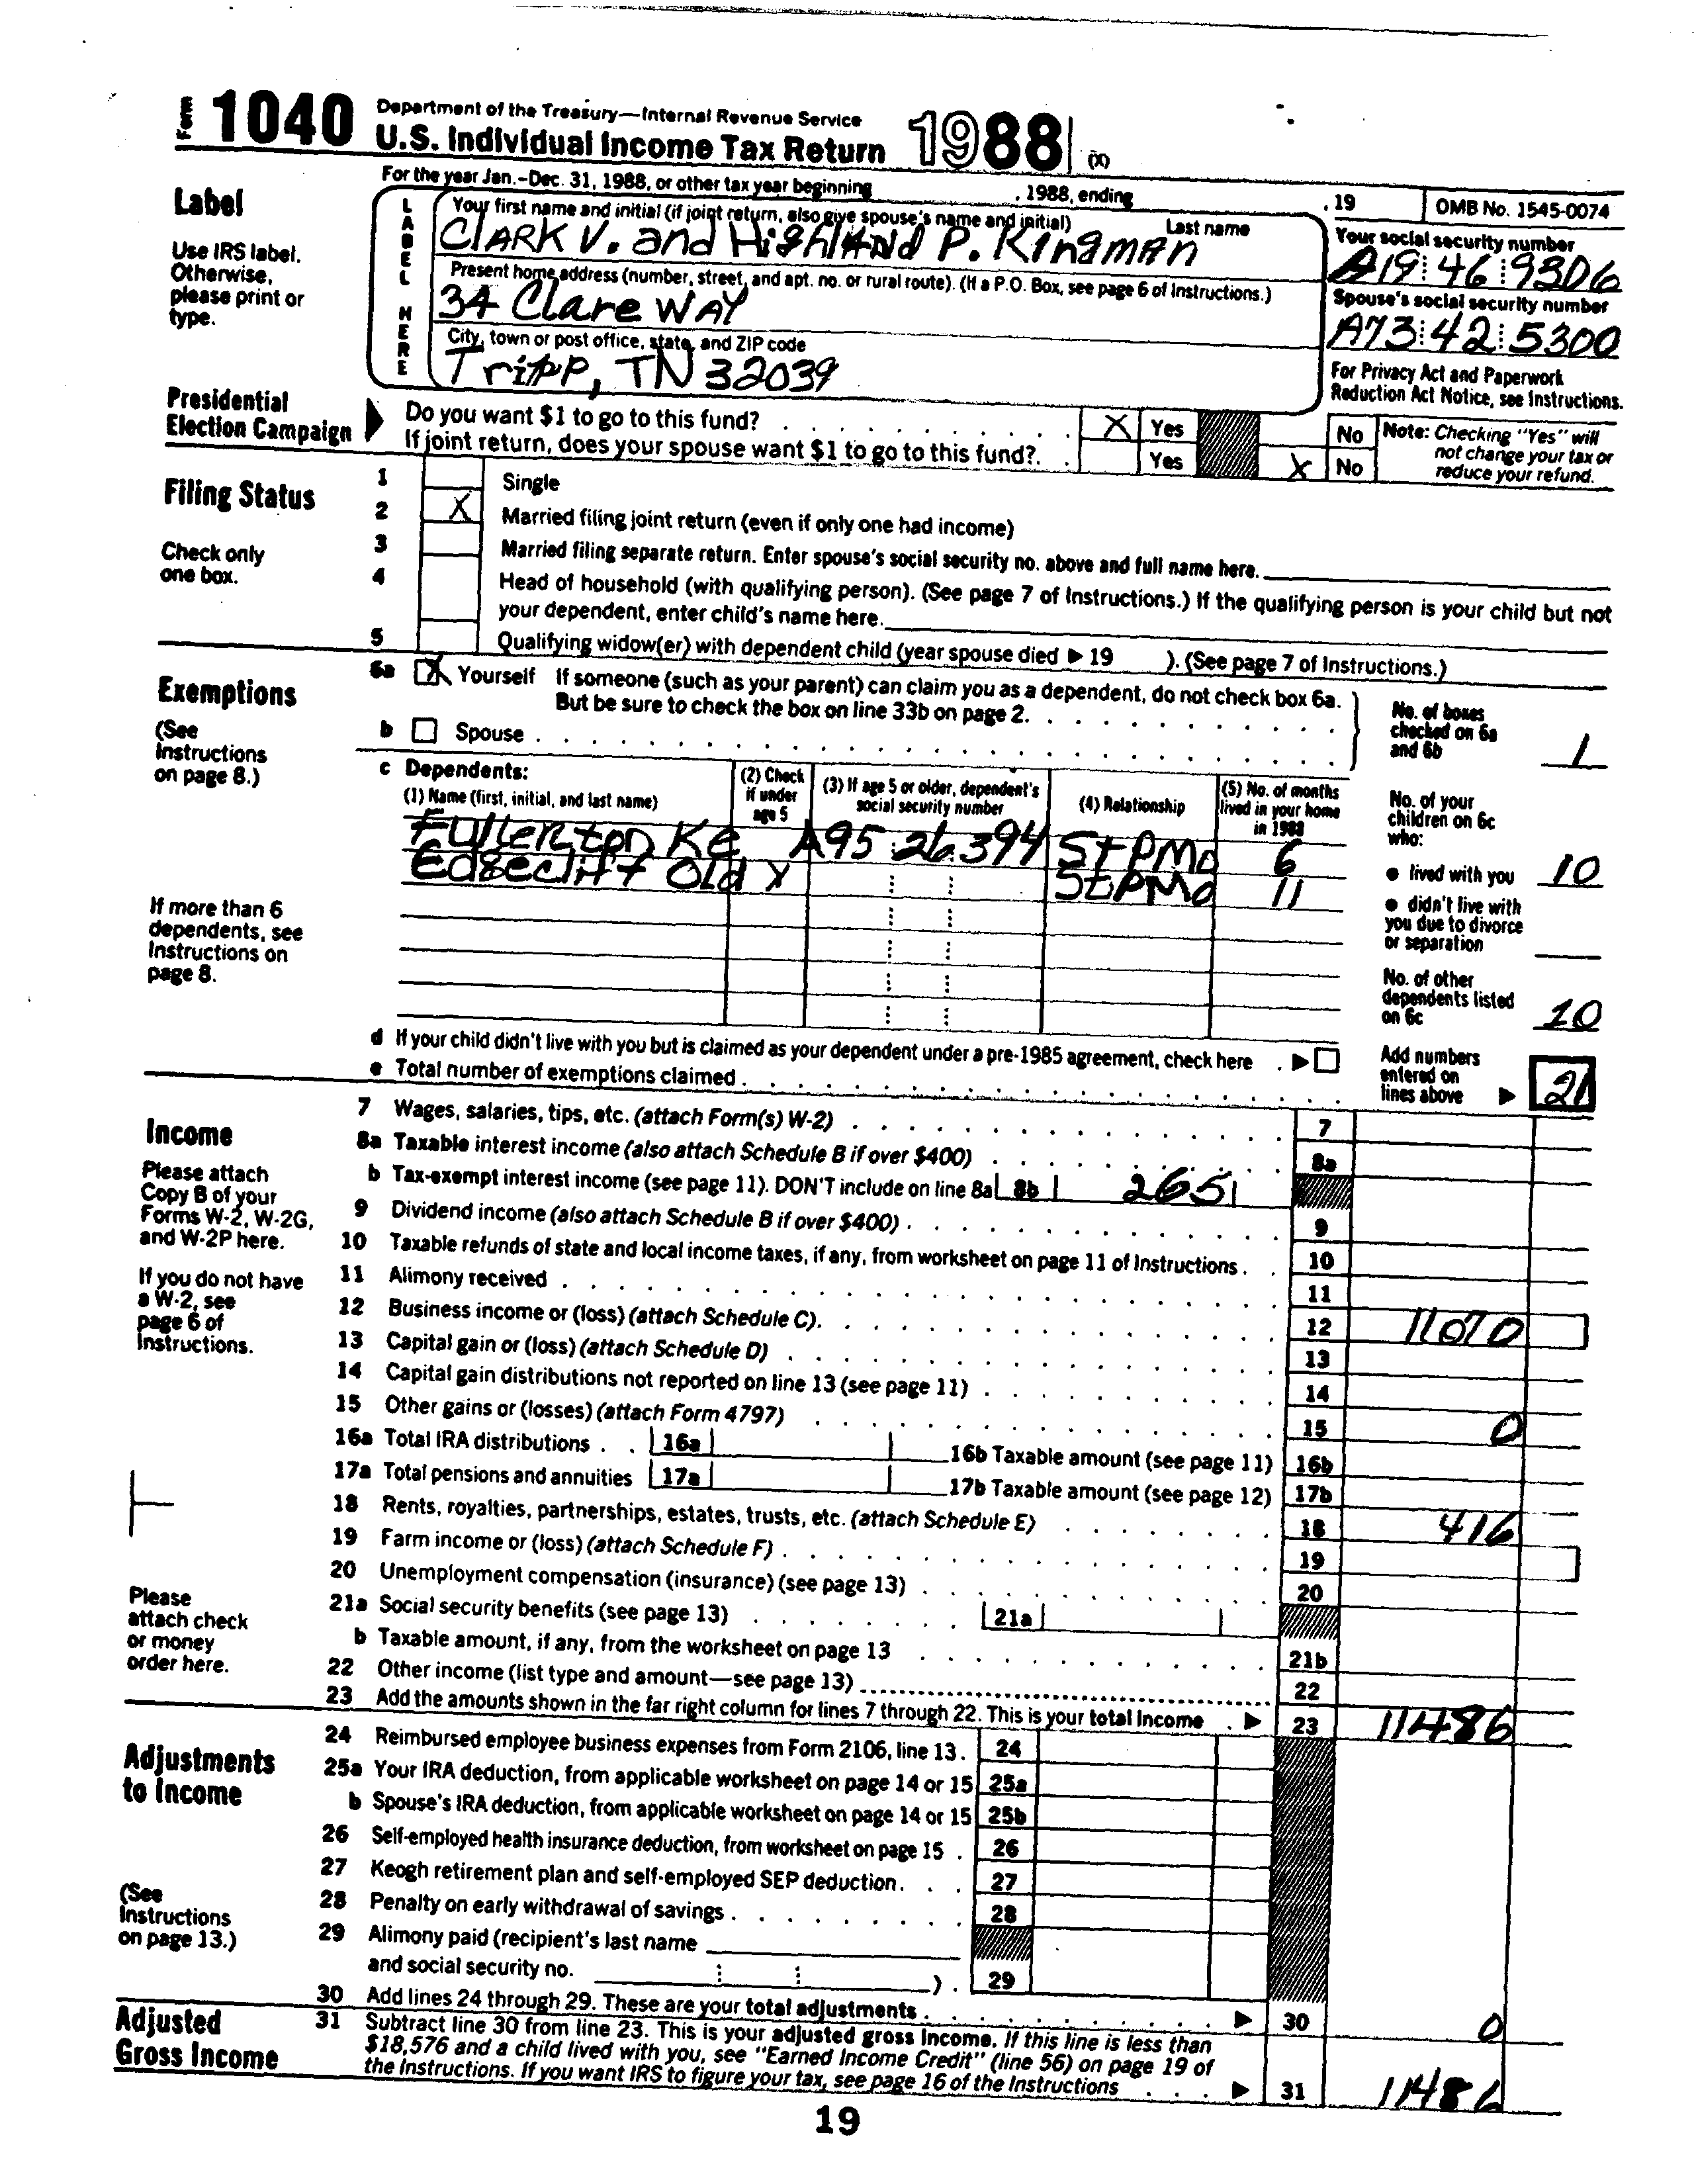 Form 1040 Department of the Treasury—Internal Revenue Service
U.S. Individual Income Tax Return 1988 (X)
For the year Jan.-Dec. 31, 1988, or other tax year beginning , 1988, ending , 19 OMB No. 1545-0074
Label
Use IRS label.
Otherwise,
please print or
type.
LABEL HERE
Your first name and initial (if joint return, also give spouse's name and initial) Last name
CLARK V. and Highland P. Kingman
Your social security number
A19 46 9306
Present home address (number, street, and apt. no. or rural route). (If a P.O. Box, see page 6 of Instructions.)
34 Clare WAY
Spouse's social security number
A73 42 5300
City, town or post office, state, and ZIP code
Tripp, TN 32039
For Privacy Act and Paperwork
Reduction Act Notice, see Instructions.
Presidential
Election Campaign
Do you want $1 to go to this fund? X Yes No
If joint return, does your spouse want $1 to go to this fund? Yes X No
Note: Checking "Yes" will
not change your tax or
reduce your refund.
Filing Status
Check only
one box.
1 Single
2 X Married filing joint return (even if only one had income)
3 Married filing separate return. Enter spouse's social security no. above and full name here.
4 Head of household (with qualifying person). (See page 7 of Instructions.) If the qualifying person is your child but not
your dependent, enter child's name here.
5 Qualifying widow(er) with dependent child (year spouse died ▶ 19 ). (See page 7 of Instructions.)
Exemptions
(See
Instructions
on page 8.)
6a X Yourself If someone (such as your parent) can claim you as a dependent, do not check box 6a.
But be sure to check the box on line 33b on page 2.
b Spouse
No. of boxes
checked on 6a
and 6b 1
c Dependents:
(1) Name (first, initial, and last name)
(2) Check
if under
age 5
(3) If age 5 or older, dependent's
social security number
(4) Relationship
(5) No. of months
lived in your home
in 1988
Fullerton Ke A95 26 394 StPMo 6
Edgecliff Old X StPMo 11
No. of your
children on 6c
who:
● lived with you 10
● didn't live with
you due to divorce
or separation
No. of other
dependents listed
on 6c 10
If more than 6
dependents, see
Instructions on
page 8.
d If your child didn't live with you but is claimed as your dependent under a pre-1985 agreement, check here ▶
e Total number of exemptions claimed
Add numbers
entered on
lines above ▶ 21
Income
Please attach
Copy B of your
Forms W-2, W-2G,
and W-2P here.
If you do not have
a W-2, see
page 6 of
Instructions.
Please
attach check
or money
order here.
7 Wages, salaries, tips, etc. (attach Form(s) W-2) 7
8a Taxable interest income (also attach Schedule B if over $400) 8a
b Tax-exempt interest income (see page 11). DON'T include on line 8a 8b 2651
9 Dividend income (also attach Schedule B if over $400) 9
10 Taxable refunds of state and local income taxes, if any, from worksheet on page 11 of Instructions 10
11 Alimony received 11
12 Business income or (loss) (attach Schedule C) 12 11070
13 Capital gain or (loss) (attach Schedule D) 13
14 Capital gain distributions not reported on line 13 (see page 11) 14
15 Other gains or (losses) (attach Form 4797) 15 0
16a Total IRA distributions 16a 16b Taxable amount (see page 11) 16b
17a Total pensions and annuities 17a 17b Taxable amount (see page 12) 17b
18 Rents, royalties, partnerships, estates, trusts, etc. (attach Schedule E) 18 416
19 Farm income or (loss) (attach Schedule F) 19
20 Unemployment compensation (insurance) (see page 13) 20
21a Social security benefits (see page 13) 21a
b Taxable amount, if any, from the worksheet on page 13 21b
22 Other income (list type and amount—see page 13) 22
23 Add the amounts shown in the far right column for lines 7 through 22. This is your total income ▶ 23 11486
Adjustments
to Income
(See
Instructions
on page 13.)
24 Reimbursed employee business expenses from Form 2106, line 13. 24
25a Your IRA deduction, from applicable worksheet on page 14 or 15 25a
b Spouse's IRA deduction, from applicable worksheet on page 14 or 15 25b
26 Self-employed health insurance deduction, from worksheet on page 15 26
27 Keogh retirement plan and self-employed SEP deduction 27
28 Penalty on early withdrawal of savings 28
29 Alimony paid (recipient's last name
and social security no. ) 29
30 Add lines 24 through 29. These are your total adjustments ▶ 30 0
Adjusted
Gross Income
31 Subtract line 30 from line 23. This is your adjusted gross income. If this line is less than
$18,576 and a child lived with you, see "Earned Income Credit" (line 56) on page 19 of
the Instructions. If you want IRS to figure your tax, see page 16 of the Instructions ▶ 31 11486
19